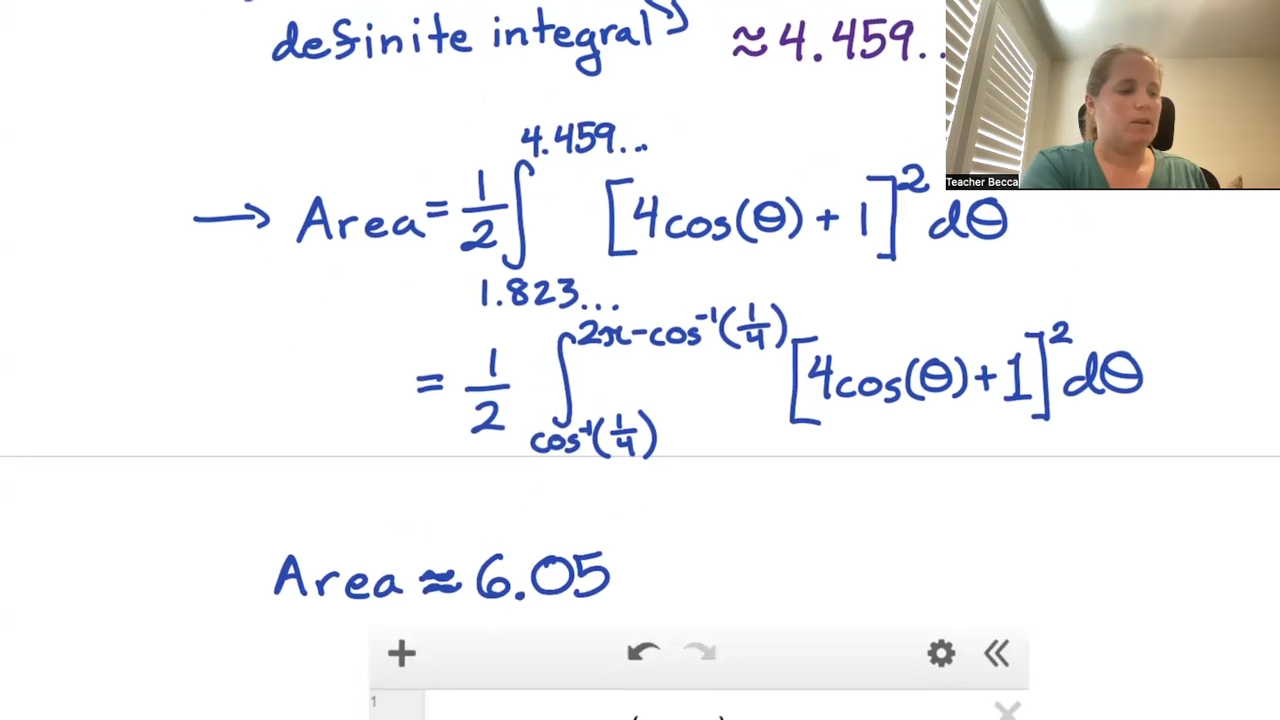 definite integral ≈4.459..
4.459...
→ Area = 1/2 ∫ [4cos(θ)+1]² dθ
1.823...
2π-cos⁻¹(1/4)
= 1/2 ∫ [4cos(θ)+1]² dθ
cos⁻¹(1/4)
Area ≈ 6.05
Teacher Becca
1